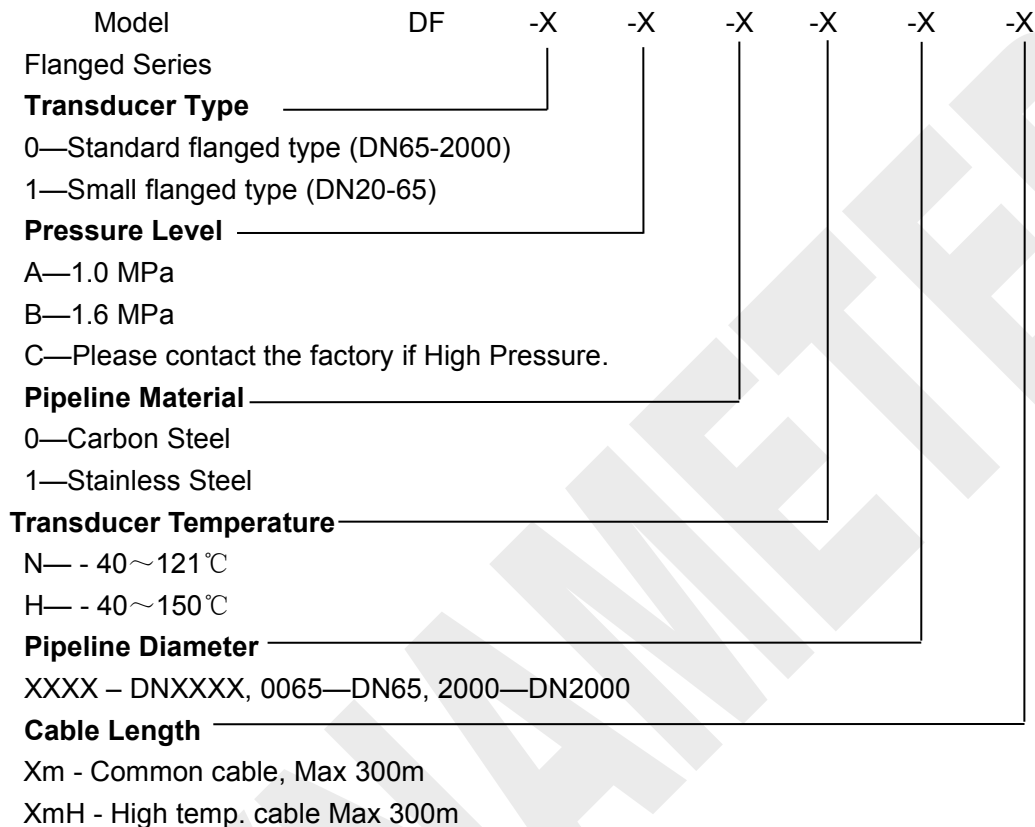 Model DF -X -X -X -X -X -X
Flanged Series
Transducer Type
0—Standard flanged type (DN65-2000)
1—Small flanged type (DN20-65)
Pressure Level
A—1.0 MPa
B—1.6 MPa
C—Please contact the factory if High Pressure.
Pipeline Material
0—Carbon Steel
1—Stainless Steel
Transducer Temperature
N— - 40～121℃
H— - 40～150℃
Pipeline Diameter
XXXX – DNXXXX, 0065—DN65, 2000—DN2000
Cable Length
Xm - Common cable, Max 300m
XmH - High temp. cable Max 300m